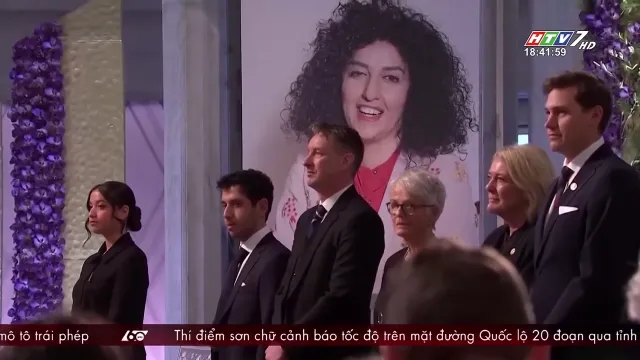 HTV7 HD
18:41:59
mô tô trái phép
60 Thí điểm sơn chữ cảnh báo tốc độ trên mặt đường Quốc lộ 20 đoạn qua tỉnh